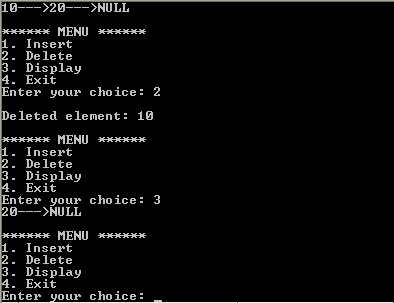 10--->20--->NULL
****** MENU ******
1. Insert
2. Delete
3. Display
4. Exit
Enter your choice: 2
Deleted element: 10
****** MENU ******
1. Insert
2. Delete
3. Display
4. Exit
Enter your choice: 3
20--->NULL
****** MENU ******
1. Insert
2. Delete
3. Display
4. Exit
Enter your choice: _